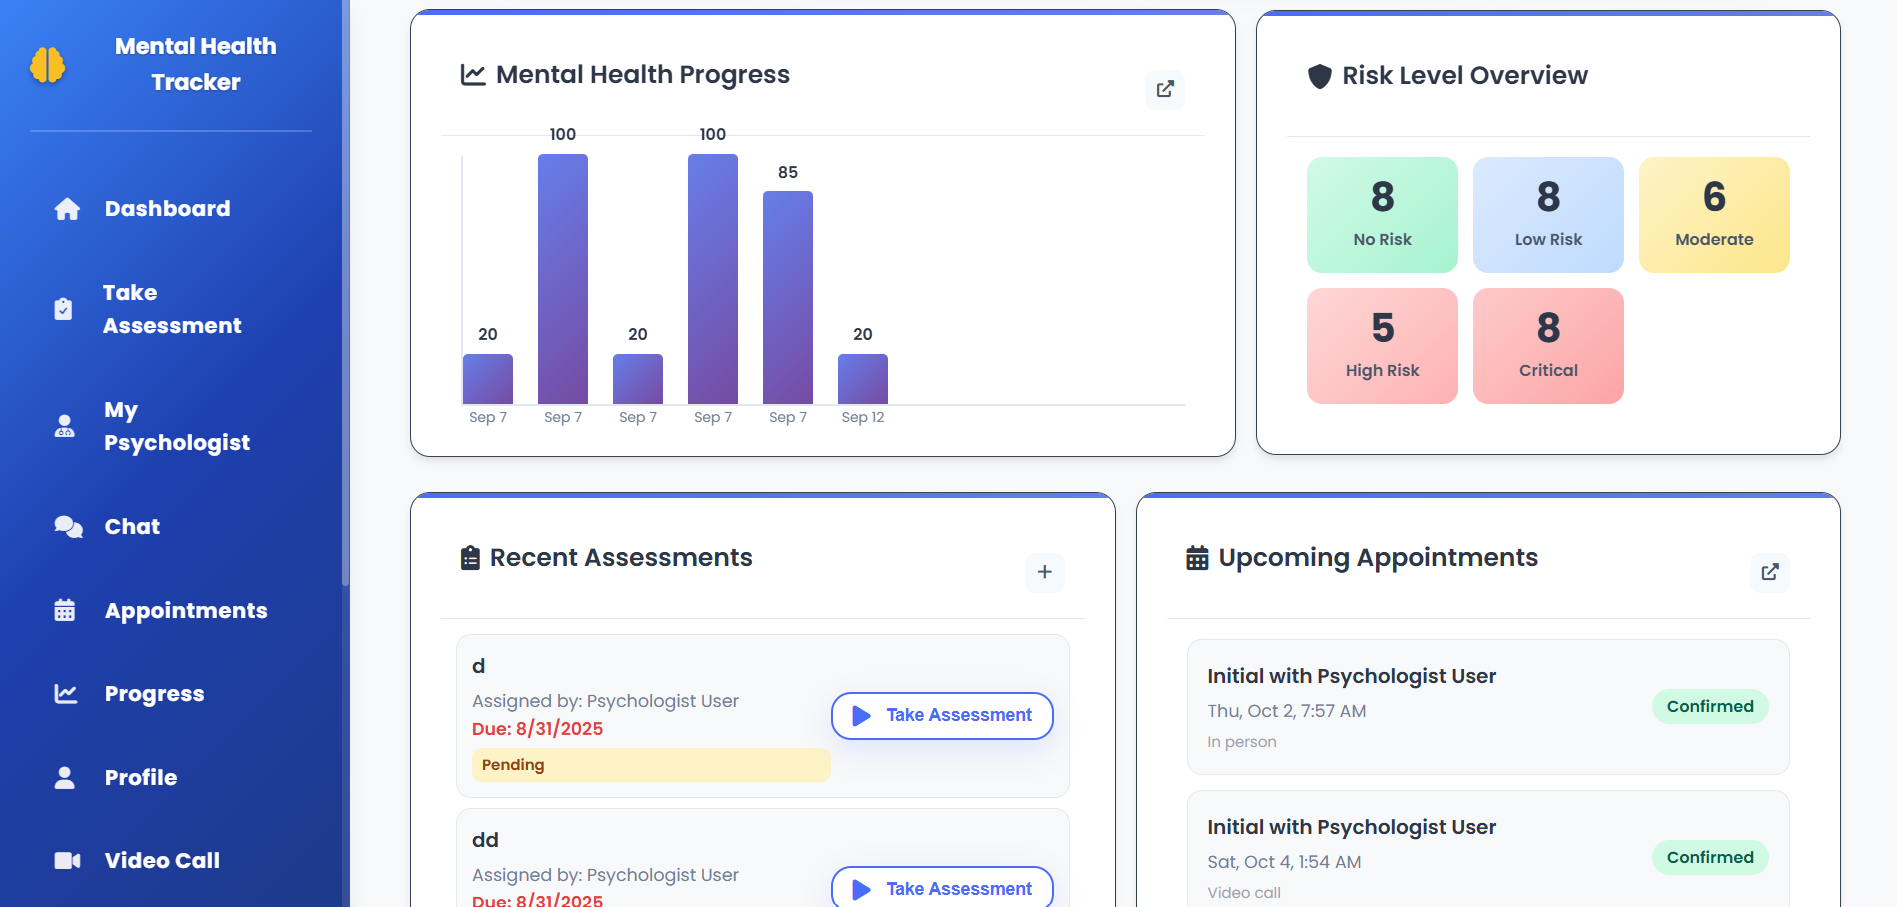 Mental Health
Tracker
Dashboard
Take
Assessment
My
Psychologist
Chat
Appointments
Progress
Profile
Video Call
Mental Health Progress
100
100
85
20
20
20
Sep 7
Sep 7
Sep 7
Sep 7
Sep 7
Sep 12
Risk Level Overview
8
No Risk
8
Low Risk
6
Moderate
5
High Risk
8
Critical
Recent Assessments
+
d
Assigned by: Psychologist User
Due: 8/31/2025
Pending
Take Assessment
dd
Assigned by: Psychologist User
Due: 8/31/2025
Take Assessment
Upcoming Appointments
Initial with Psychologist User
Thu, Oct 2, 7:57 AM
In person
Confirmed
Initial with Psychologist User
Sat, Oct 4, 1:54 AM
Video call
Confirmed